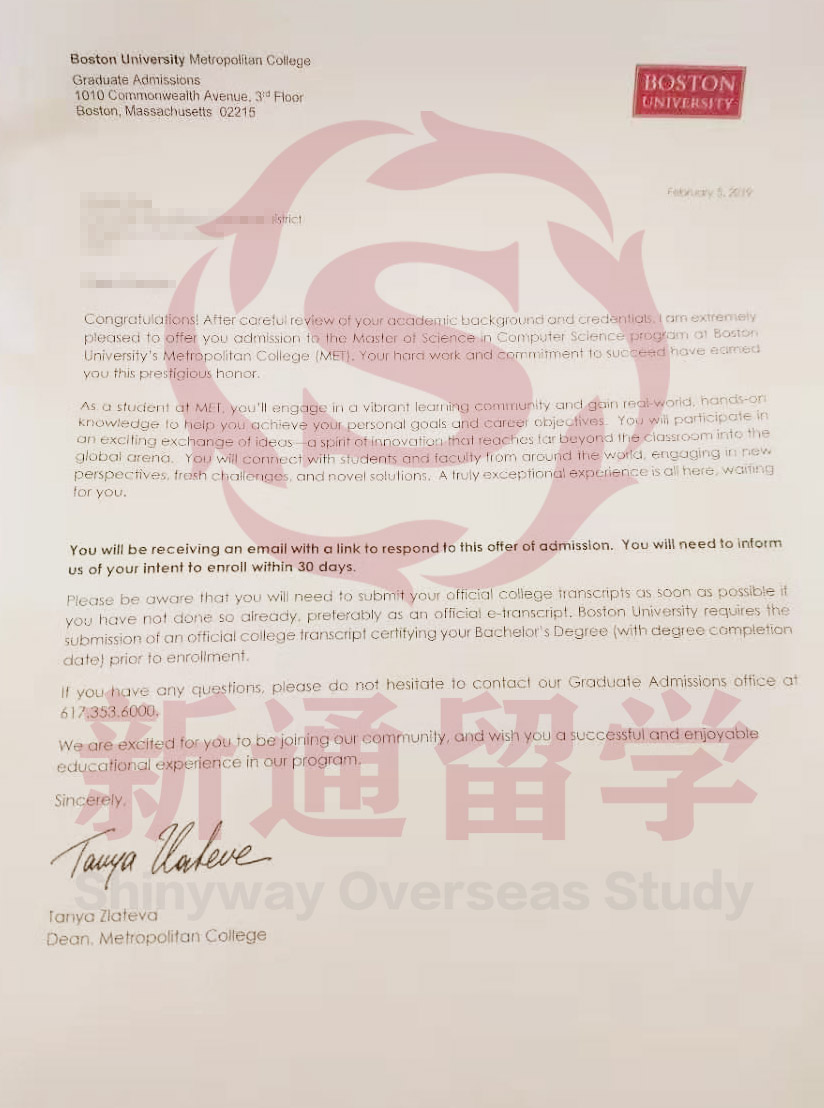 Boston University Metropolitan College
Graduate Admissions
1010 Commonwealth Avenue, 3rd Floor
Boston, Massachusetts 02215
BOSTON
UNIVERSITY
February 5, 2019
istrict
Congratulations! After careful review of your academic background and credentials, I am extremely
pleased to offer you admission to the Master of Science in Computer Science program at Boston
University's Metropolitan College (MET). Your hard work and commitment to succeed have earned
you this prestigious honor.
As a student at MET, you'll engage in a vibrant learning community and gain real-world, hands-on
knowledge to help you achieve your personal goals and career objectives. You will participate in
an exciting exchange of ideas—a spirit of innovation that reaches far beyond the classroom into the
global arena. You will connect with students and faculty from around the world, engaging in new
perspectives, fresh challenges, and novel solutions. A truly exceptional experience is all here, waiting
for you.
You will be receiving an email with a link to respond to this offer of admission. You will need to inform
us of your intent to enroll within 30 days.
Please be aware that you will need to submit your official college transcripts as soon as possible if
you have not done so already, preferably as an official e-transcript. Boston University requires the
submission of an official college transcript certifying your Bachelor's Degree (with degree completion
date) prior to enrollment.
If you have any questions, please do not hesitate to contact our Graduate Admissions office at
617.353.6000.
We are excited for you to be joining our community, and wish you a successful and enjoyable
educational experience in our program.
新通留学
Sincerely,
Tanya Zlateva
Shinyway Overseas Study
Tanya Zlateva
Dean, Metropolitan College